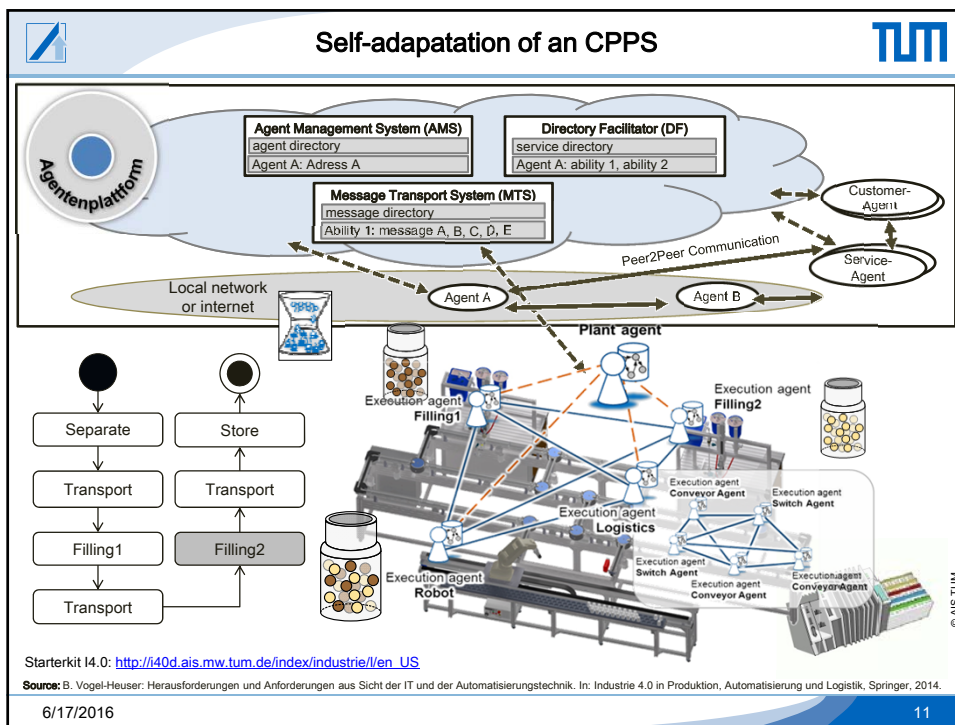 Self-adapatation of an CPPS
TUM
Agentenplattform
Agent Management System (AMS)
agent directory
Agent A: Adress A
Directory Facilitator (DF)
service directory
Agent A: ability 1, ability 2
Message Transport System (MTS)
message directory
Ability 1: message A, B, C, D, E
Customer-
Agent
Peer2Peer Communication
Service-
Agent
Local network
or internet
Agent A
Agent B
Plant agent
Execution agent
Filling1
Execution agent
Filling2
Separate
Store
Transport
Transport
Filling1
Filling2
Transport
Execution agent
Logistics
Execution agent
Robot
Execution agent
Conveyor Agent
Execution agent
Switch Agent
Execution agent
Switch Agent
Execution agent
Conveyor Agent
Execution agent
Conveyor Agent
© AIS TUM
Starterkit I4.0: http://i40d.ais.mw.tum.de/index/industrie/l/en_US
Source: B. Vogel-Heuser: Herausforderungen und Anforderungen aus Sicht der IT und der Automatisierungstechnik. In: Industrie 4.0 in Produktion, Automatisierung und Logistik, Springer, 2014.
6/17/2016
11